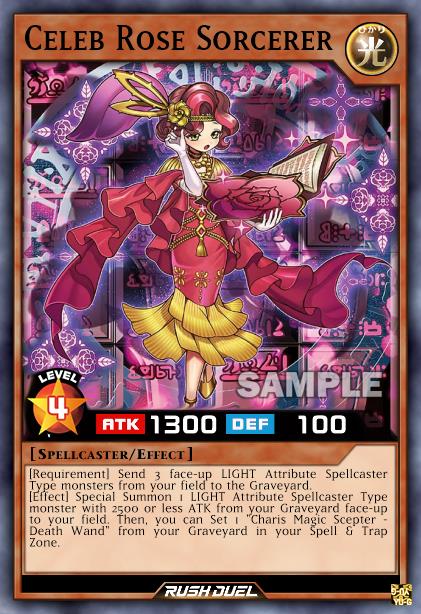 Celeb Rose Sorcerer
ひかり
光
SAMPLE
LEVEL
4
ATK 1300 DEF 100
[Spellcaster/Effect]
[Requirement] Send 3 face-up LIGHT Attribute Spellcaster
Type monsters from your field to the Graveyard.
[Effect] Special Summon 1 LIGHT Attribute Spellcaster Type
monster with 2500 or less ATK from your Graveyard face-up
to your field. Then, you can Set 1 "Charis Magic Scepter -
Death Wand" from your Graveyard in your Spell & Trap
Zone.
RUSH DUEL